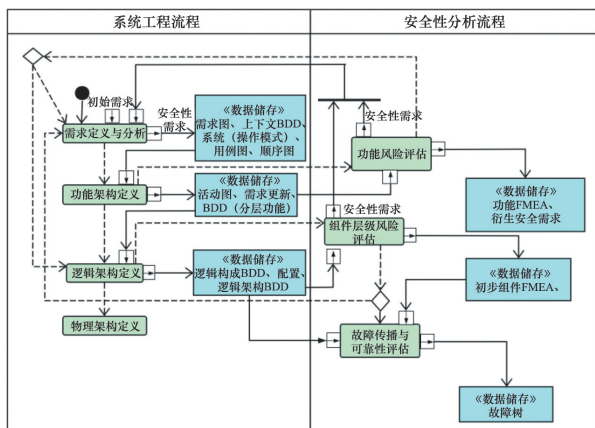 系统工程流程
安全性分析流程
初始需求
安全性
需求
需求定义与分析
《数据储存》
需求图、上下文BDD、
系统（操作模式）、
用例图、顺序图
安全性需求
功能风险评估
功能架构定义
《数据储存》
活动图、需求更新、
BDD（分层功能）
《数据储存》
功能FMEA、
衍生安全需求
安全性需求
组件层级风险
评估
逻辑架构定义
《数据储存》
逻辑构成BDD、配置、
逻辑架构BDD
《数据储存》
初步组件FMEA、
物理架构定义
故障传播与
可靠性评估
《数据储存》
故障树